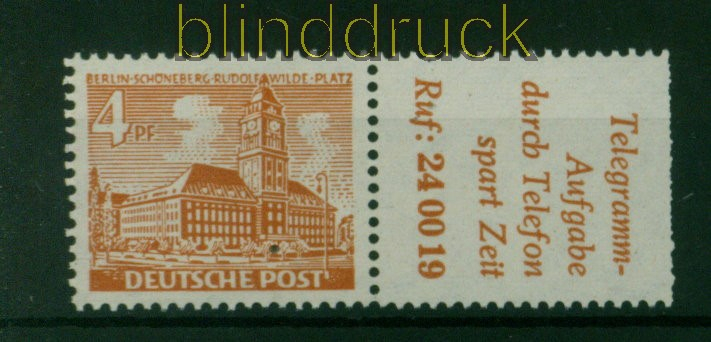 blinddruck
BERLIN-SCHÖNEBERG·RUDOLF WILDE-PLATZ
4 PF
DEUTSCHE POST
Telegramm-
Aufgabe
durch Telefon
spart Zeit
Ruf: 24 00 19